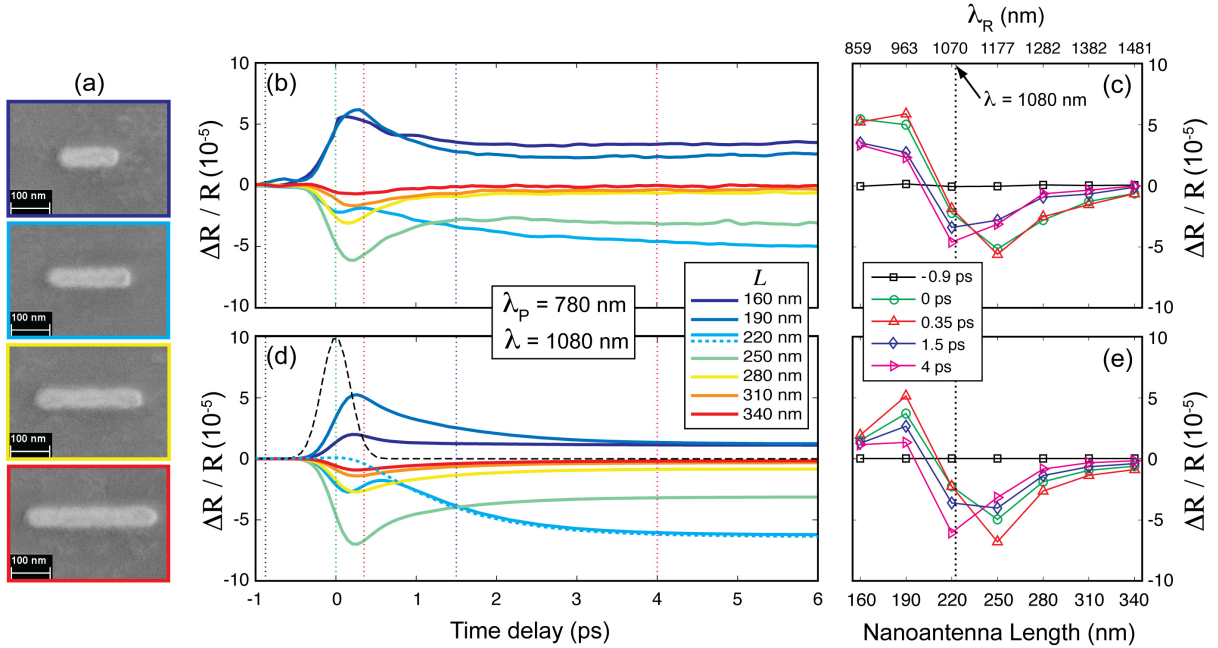 (a)
100 nm
100 nm
100 nm
100 nm
(b)
10
5
0
-5
-10
ΔR / R (10⁻⁵)
λ_P = 780 nm
λ = 1080 nm
L
160 nm
190 nm
220 nm
250 nm
280 nm
310 nm
340 nm
(d)
10
5
0
-5
-10
ΔR / R (10⁻⁵)
-1 0 1 2 3 4 5 6
Time delay (ps)
λ_R (nm)
859 963 1070 1177 1282 1382 1481
(c)
λ = 1080 nm
10
5
0
-5
-10
ΔR / R (10⁻⁵)
-0.9 ps
0 ps
0.35 ps
1.5 ps
4 ps
(e)
10
5
0
-5
-10
ΔR / R (10⁻⁵)
160 190 220 250 280 310 340
Nanoantenna Length (nm)